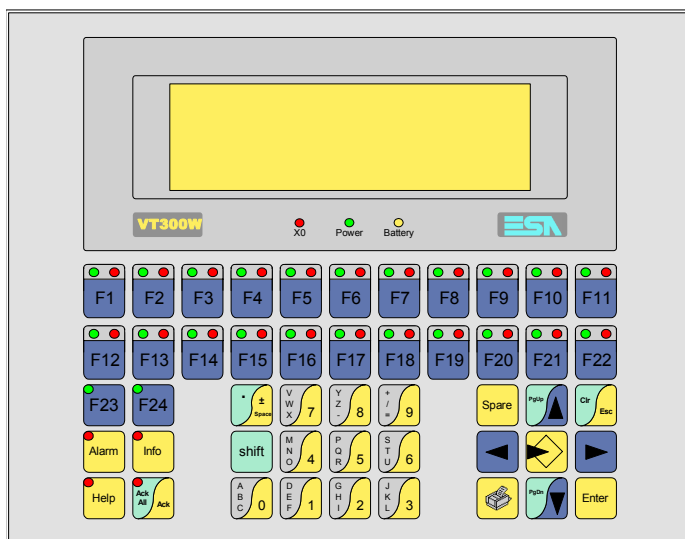 VT300W
ESA
X0 Power Battery
F1 F2 F3 F4 F5 F6 F7 F8 F9 F10 F11
F12 F13 F14 F15 F16 F17 F18 F19 F20 F21 F22
F23 F24
. ± Space
V W X 7
Y Z - 8
+ / = 9
Spare
PgUp
Clr Esc
Alarm Info
shift
M N O 4
P Q R 5
S T U 6
Help
Ack All Ack
A B C 0
D E F 1
G H I 2
J K L 3
PgDn
Enter